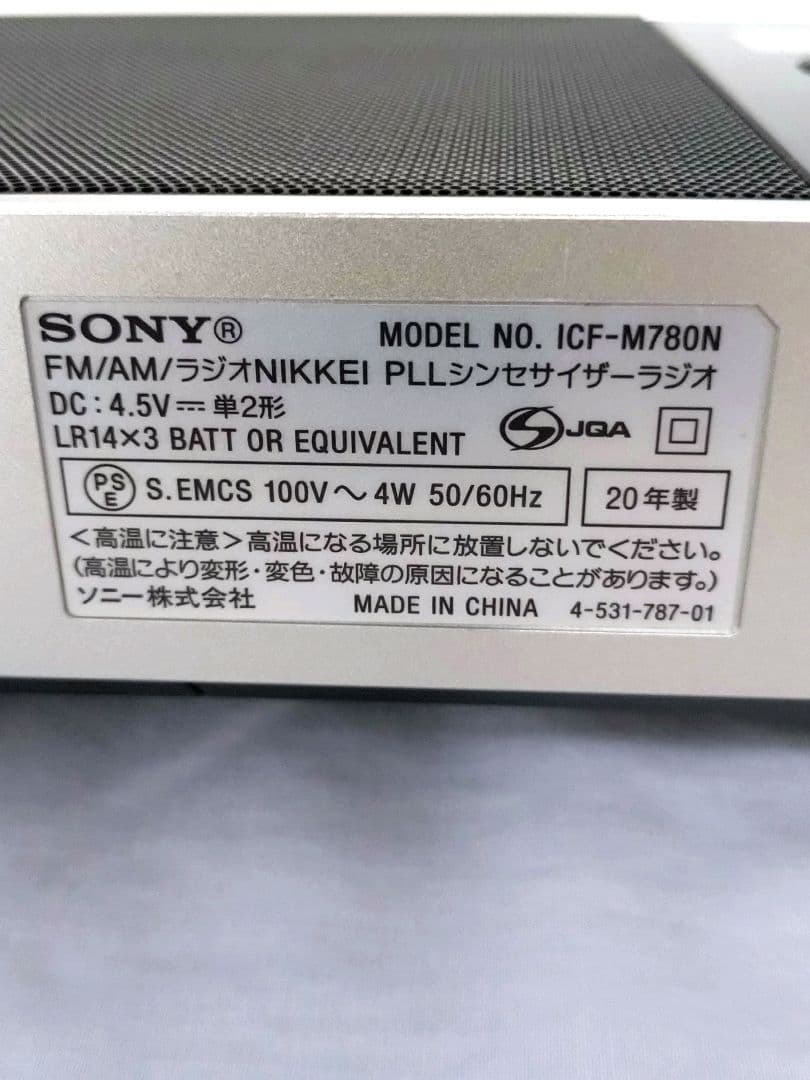 SONY® MODEL NO. ICF-M780N
FM/AM/ラジオNIKKEI PLLシンセサイザーラジオ
DC : 4.5V⎓ 単2形
LR14×3 BATT OR EQUIVALENT
JQA
PSE S.EMCS 100V～ 4W 50/60Hz
20年製
＜高温に注意＞高温になる場所に放置しないでください。
(高温により変形・変色・故障の原因になることがあります。)
ソニー株式会社 MADE IN CHINA 4-531-787-01